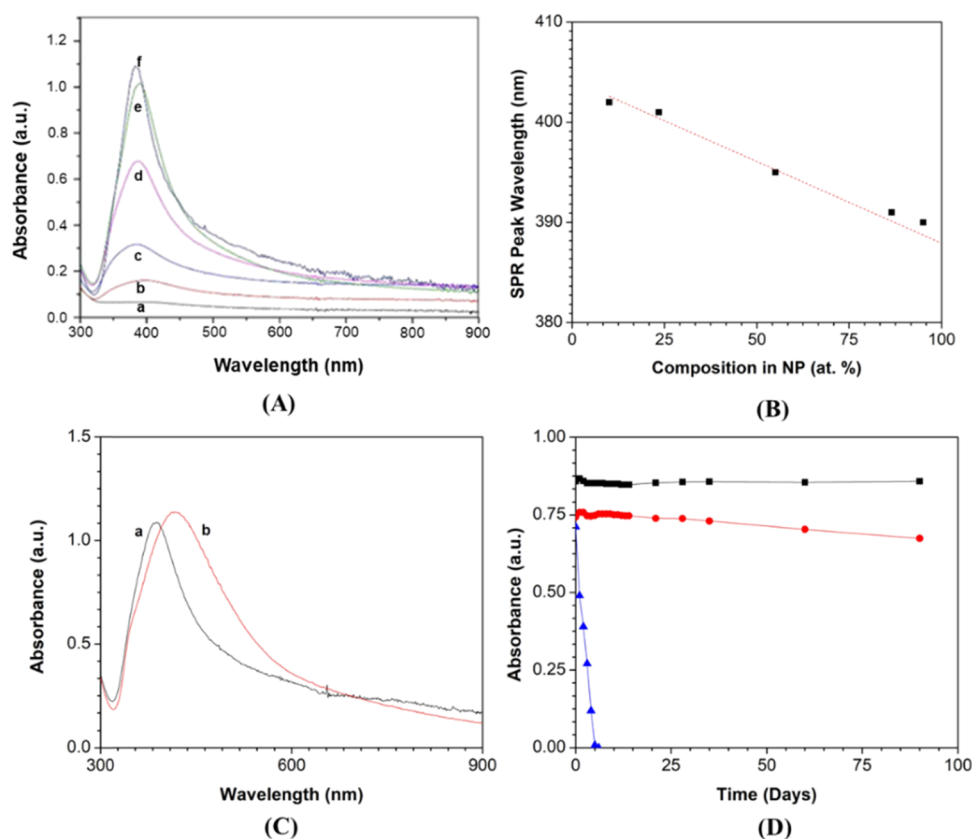 1.2
1.0
0.8
0.6
0.4
0.2
0.0
Absorbance (a.u.)
f
e
d
c
b
a
300 400 500 600 700 800 900
Wavelength (nm)
(A)
410
400
390
380
SPR Peak Wavelength (nm)
0 25 50 75 100
Composition in NP (at. %)
(B)
1.5
1.0
0.5
0.0
Absorbance (a.u.)
a b
300 600 900
Wavelength (nm)
(C)
1.00
0.75
0.50
0.25
0.00
Absorbance (a.u.)
0 25 50 75 100
Time (Days)
(D)